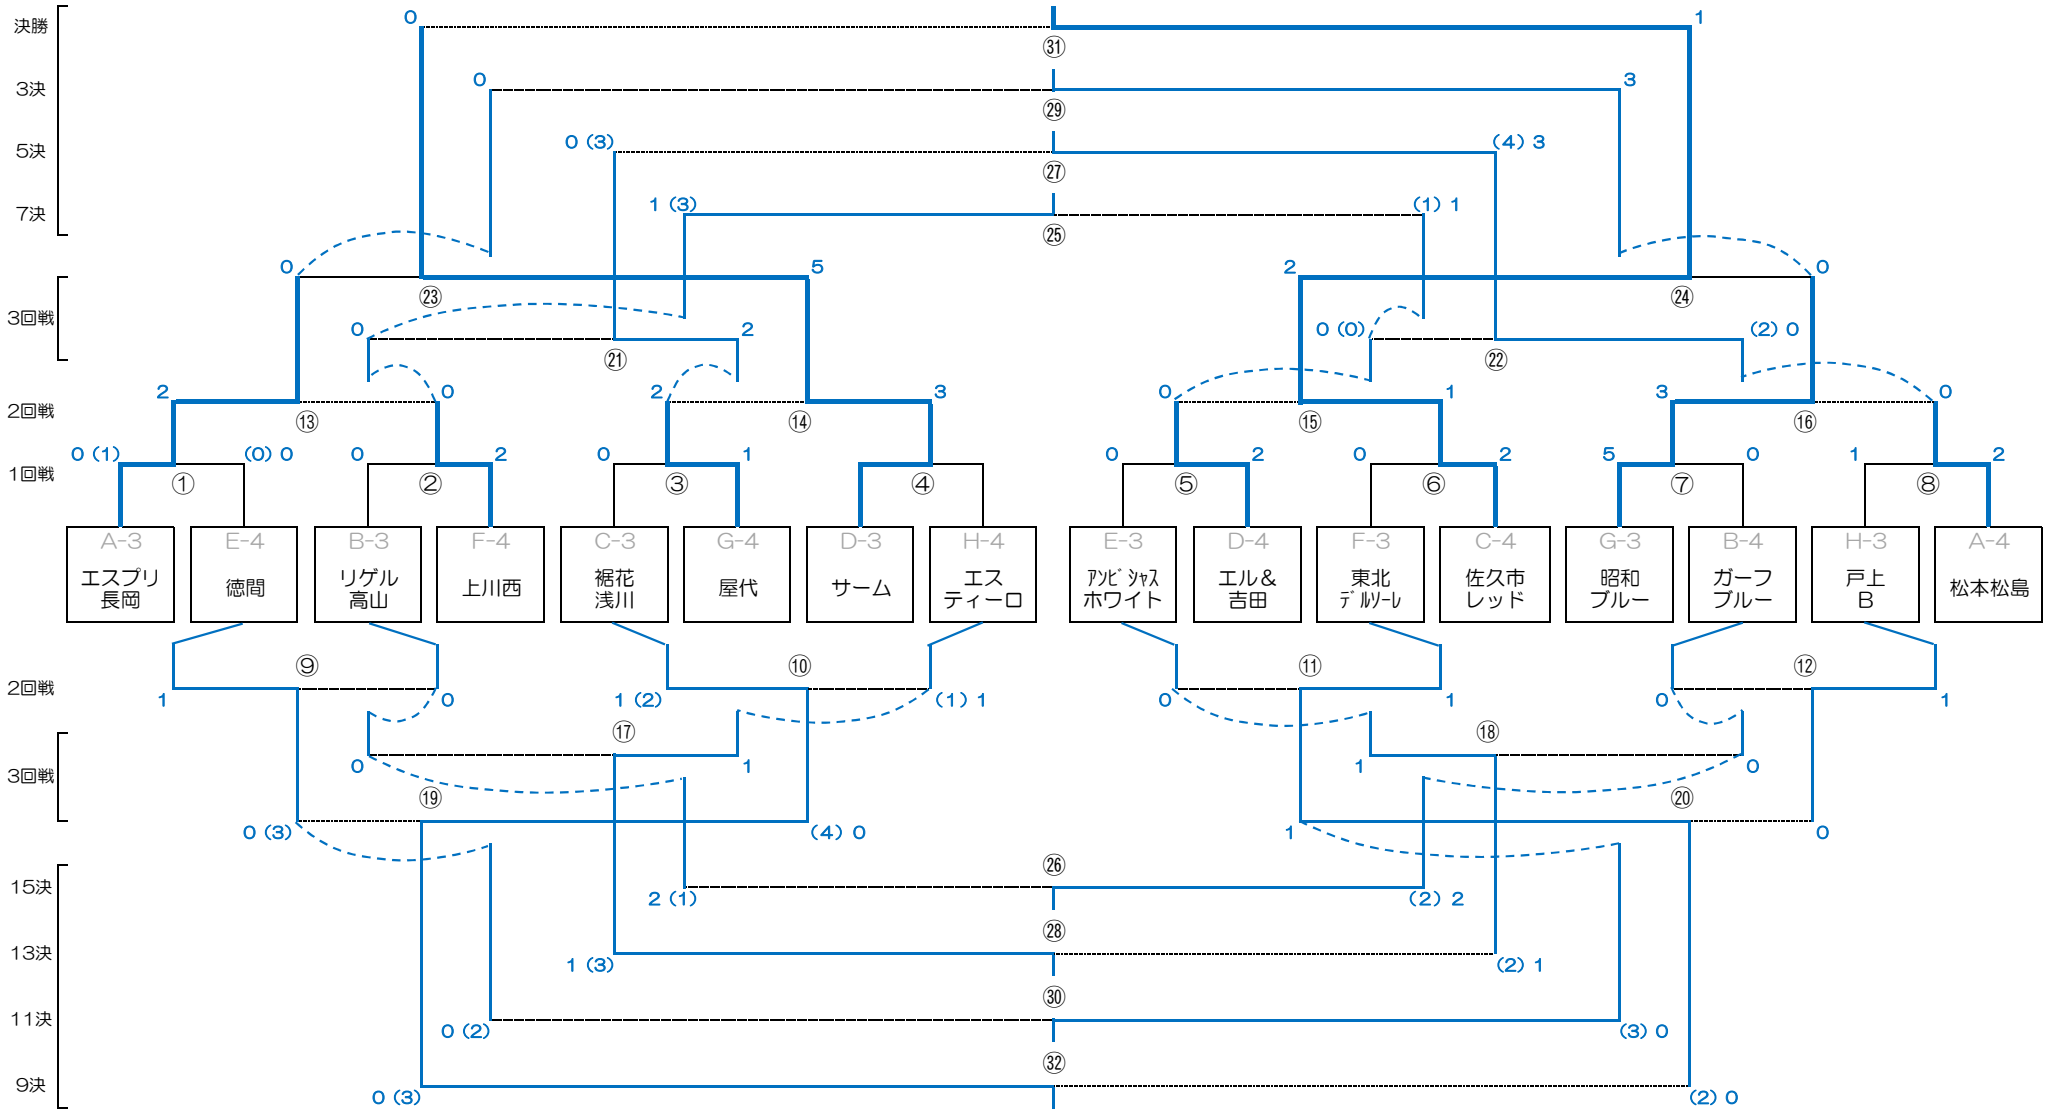 決勝 0 1
㉛
3決 0 3
㉙
5決 0 (3) (4) 3
㉗
7決 1 (3) (1) 1
㉕
0 5 2 0
㉓ ㉔
3回戦 0 2 0 (0) (2) 0
㉑ ㉒
2 0 2 3 0 1 3 0
2回戦 ⑬ ⑭ ⑮ ⑯
0 (1) (0) 0 0 2 0 1 0 2 0 2 5 0 1 2
1回戦 ① ② ③ ④ ⑤ ⑥ ⑦ ⑧
A-3 E-4 B-3 F-4 C-3 G-4 D-3 H-4 E-3 D-4 F-3 C-4 G-3 B-4 H-3 A-4
エスプリ 徳間 リゲル 上川西 裾花 屋代 サーム エス ｱﾝﾋﾞｼｬｽ エル＆ 東北 佐久市 昭和 ガーフ 戸上 松本松島
長岡 高山 浅川 ティーロ ホワイト 吉田 ﾃﾞﾙｿｰﾚ レッド ブルー ブルー B
⑨ ⑩ ⑪ ⑫
2回戦
1 0 1 (2) (1) 1 0 1 0 1
⑰ ⑱
3回戦 0 1 1 0
⑲ ⑳
0 (3) (4) 0 1 0
㉖
15決
2 (1) (2) 2
㉘
13決
1 (3) (2) 1
㉚
11決
0 (2) (3) 0
㉜
9決
0 (3) (2) 0